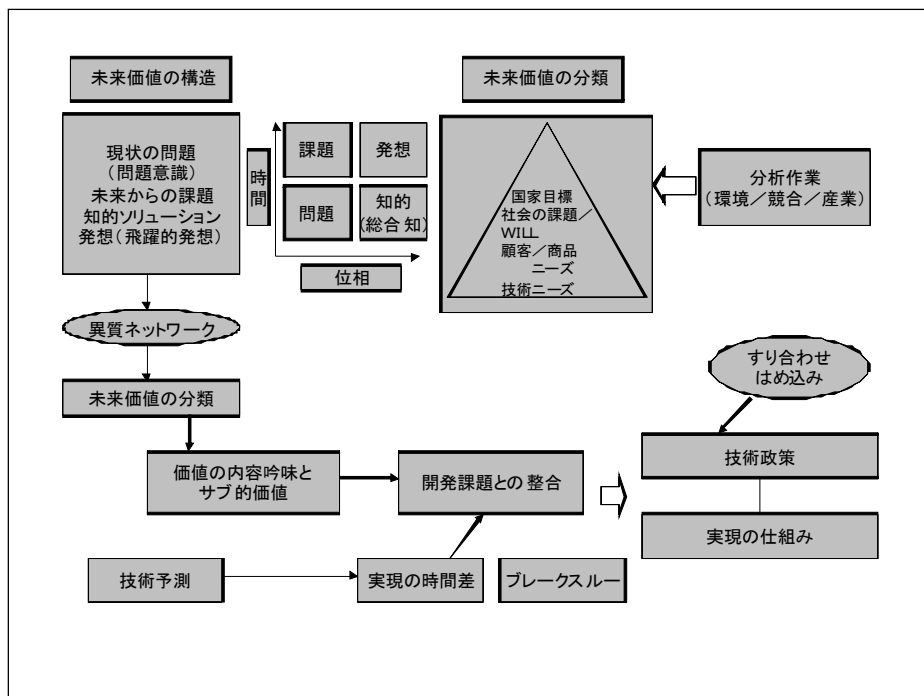 未来価値の構造
未来価値の分類
現状の問題
(問題意識)
未来からの課題
知的ソリューション
発想(飛躍的発想)
時間
課題
発想
問題
知的
(総合知)
位相
国家目標
社会の課題／
WILL
顧客／商品
ニーズ
技術ニーズ
分析作業
(環境／競合／産業)
異質ネットワーク
未来価値の分類
すり合わせ
はめ込み
価値の内容吟味と
サブ的価値
開発課題との整合
技術政策
実現の仕組み
技術予測
実現の時間差
ブレークスルー